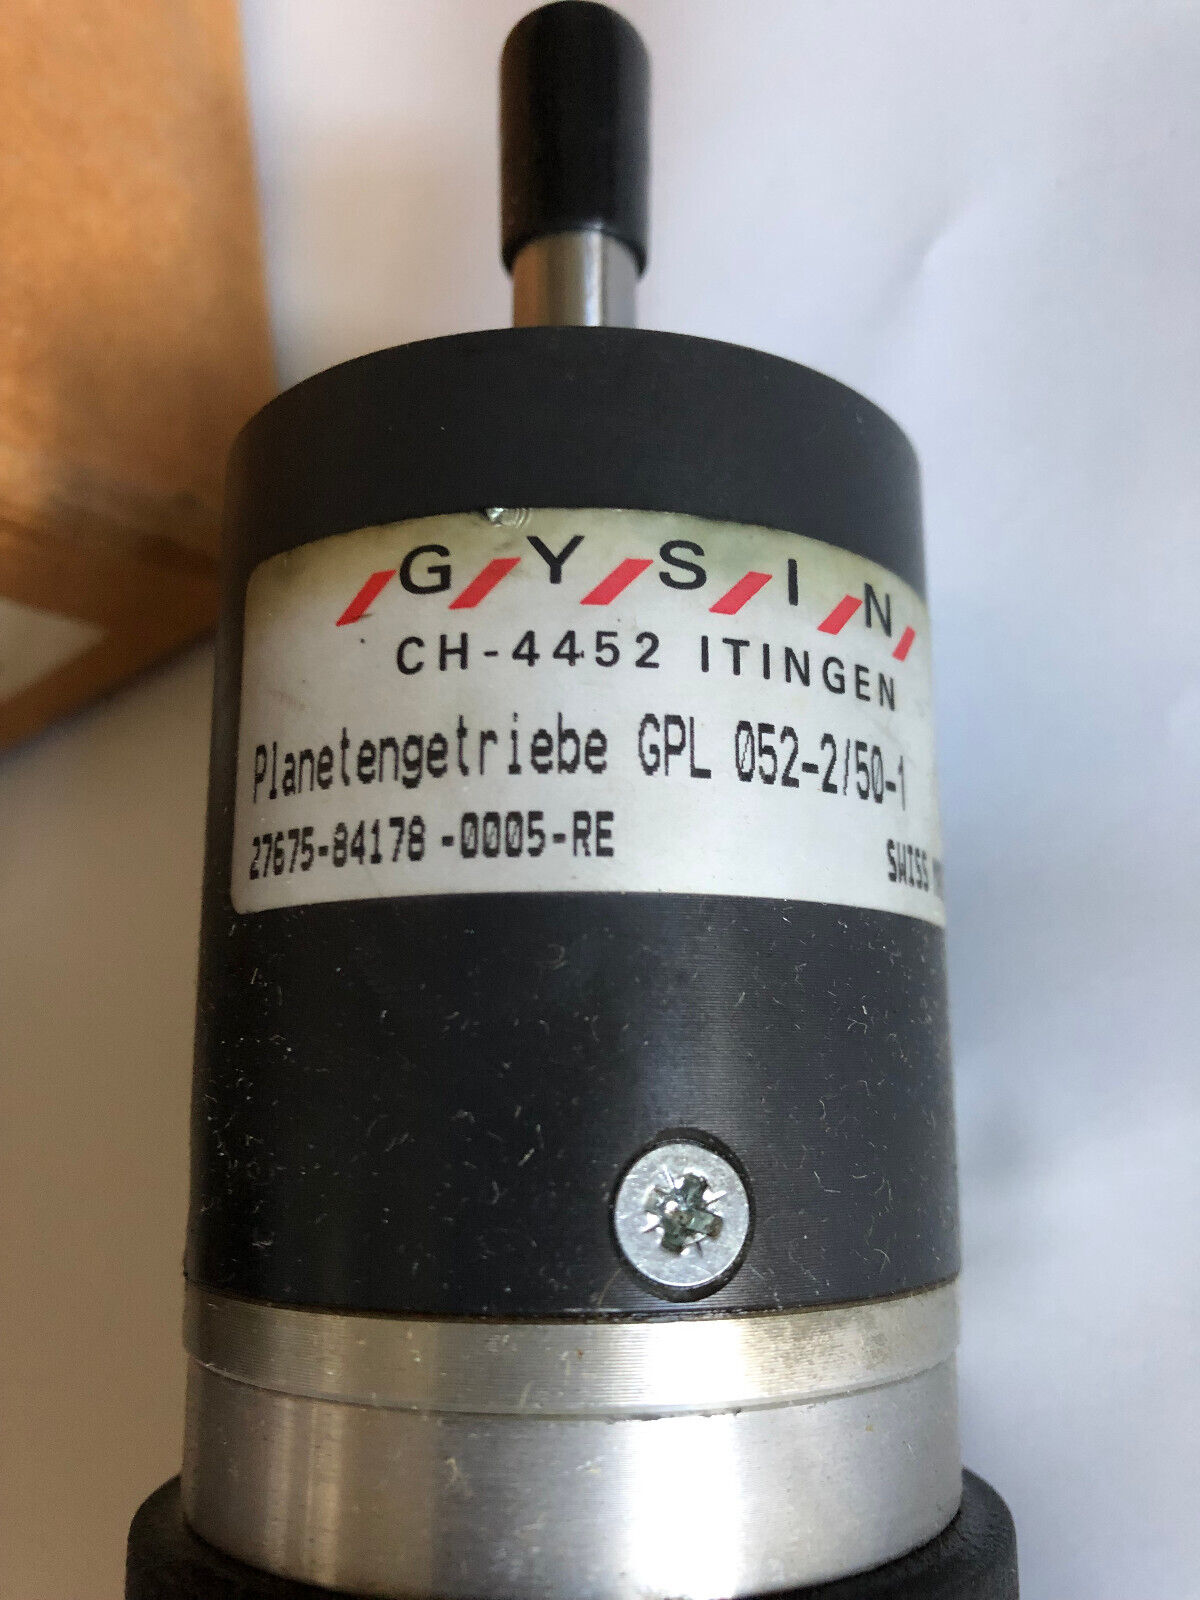 GYSIN
CH-4452 ITINGEN
Planetengetriebe GPL 052-2/50-1
27675-84178-0005-RE
SWISS